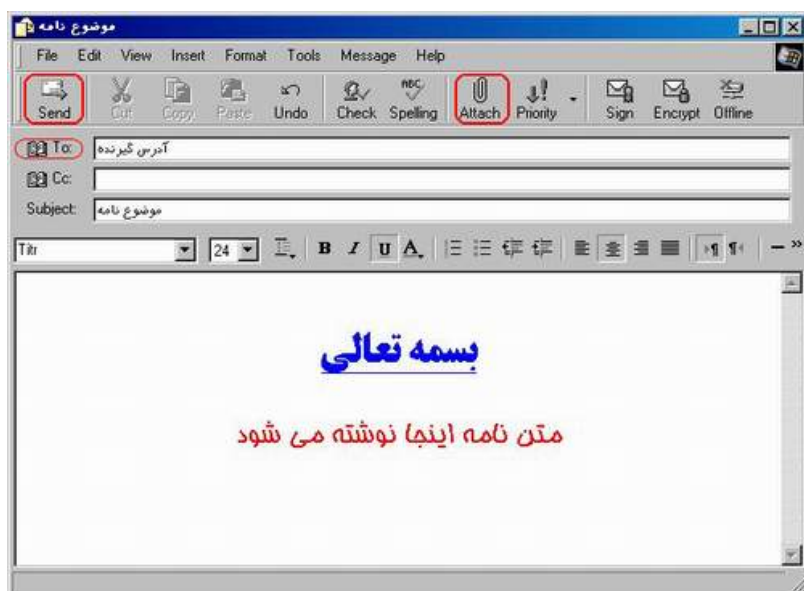 موضوع نامه
File Edit View Insert Format Tools Message Help
Send Cut Copy Paste Undo Check Spelling Attach Priority Sign Encrypt Offline
To: آدرس گیرنده
Cc:
Subject: موضوع نامه
Titr 24 B I U A
بسمه تعالی
متن نامه اینجا نوشته می شود